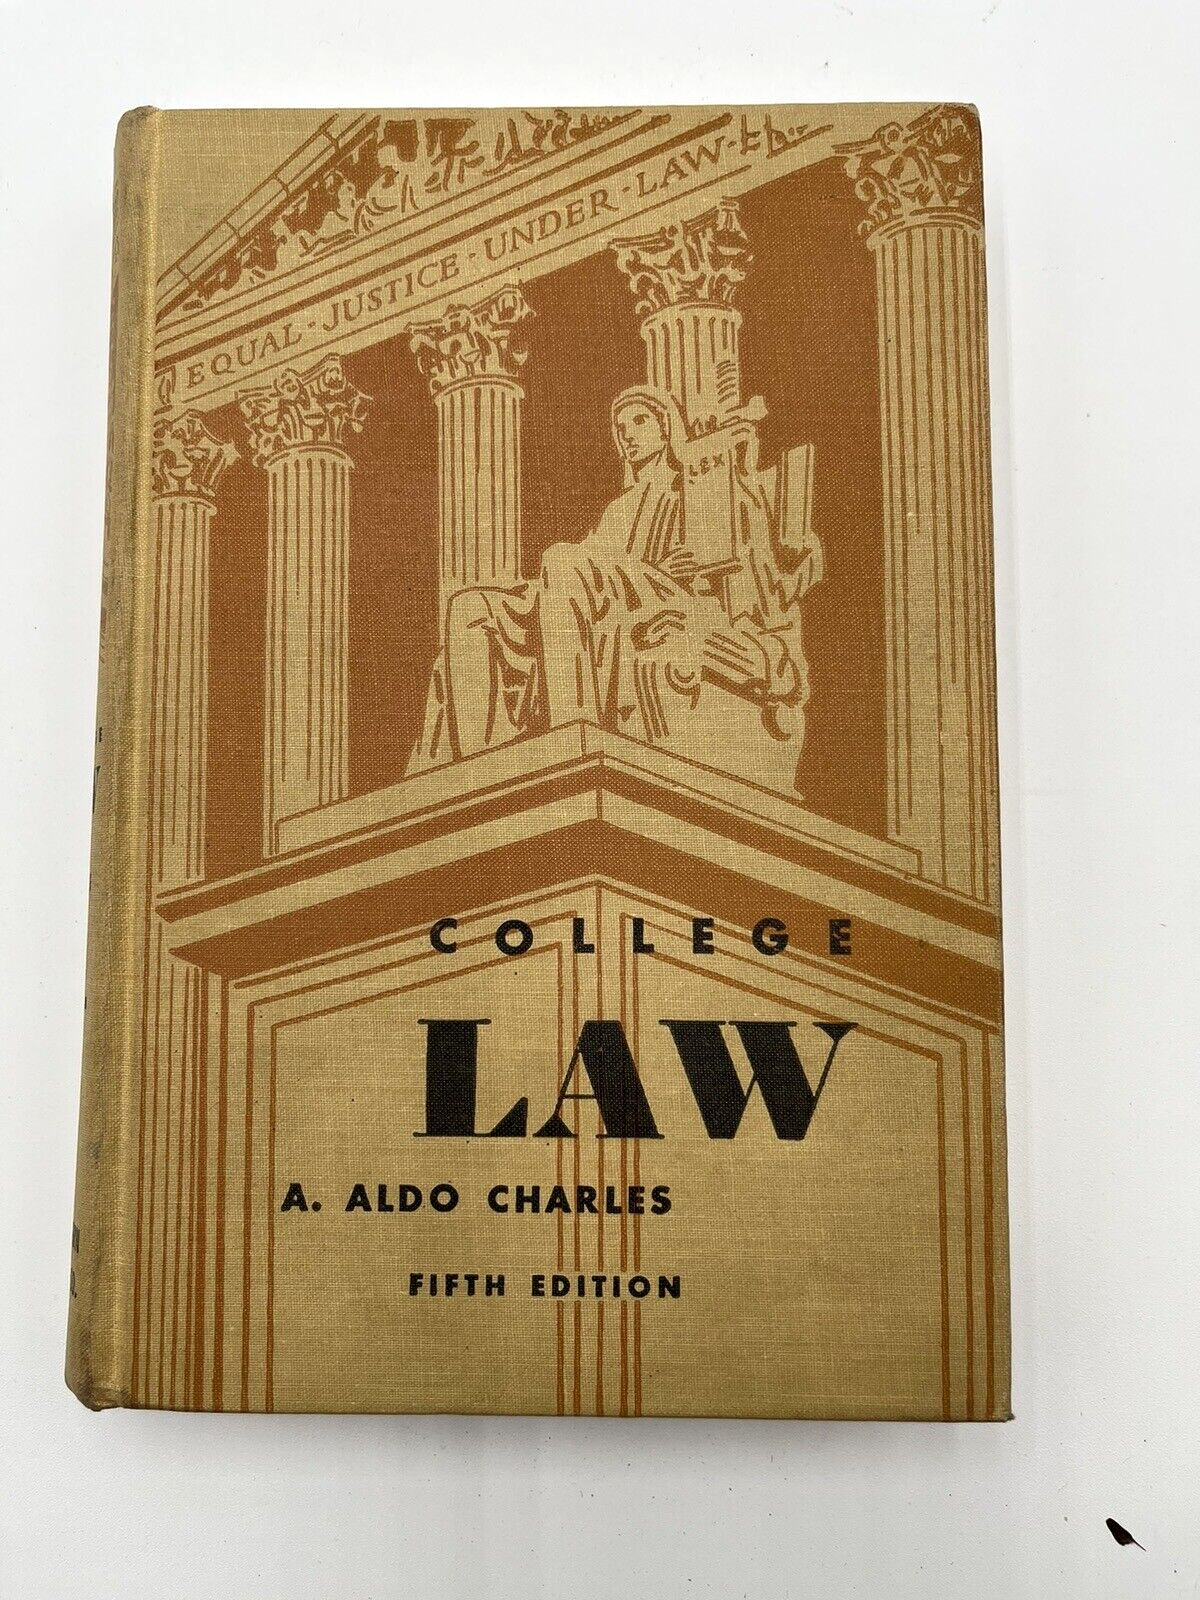 EQUAL · JUSTICE · UNDER · LAW
LEX
COLLEGE
LAW
A. ALDO CHARLES
FIFTH EDITION